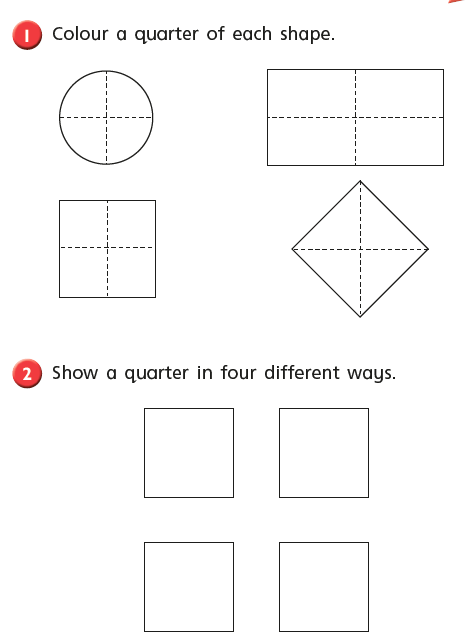 1 Colour a quarter of each shape.
2 Show a quarter in four different ways.